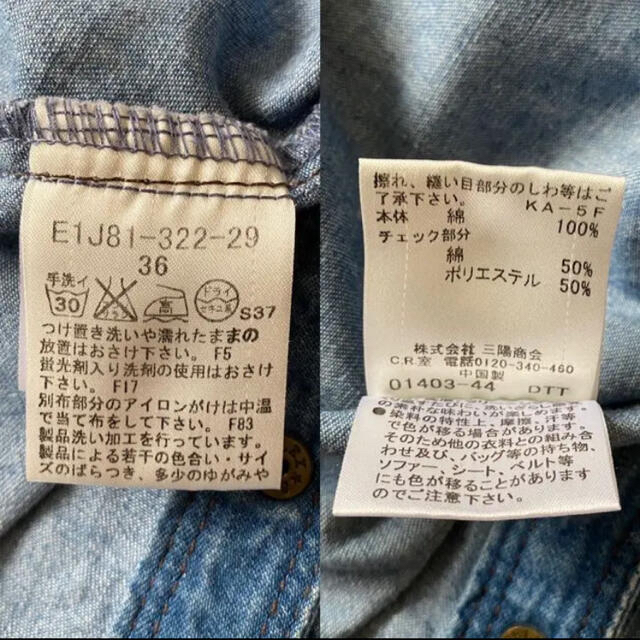 E1J81-322-29
36
手洗イ
30
高
ドライ
セキユ系
S37
つけ置き洗いや濡れたままの
放置はおさけ下さい。F5
蛍光剤入り洗剤の使用はおさけ
下さい。F17
別布部分のアイロンがけは中温
で当て布をして下さい。F83
製品洗い加工を行っています。
製品による若干の色合い・サイ
ズのばらつき、多少のゆがみや
擦れ、縫い目部分のしわ等はご
了承下さい。 KA-5F
本体 綿 100%
チェック部分
綿 50%
ポリエステル 50%
株式会社 三陽商会
C.R.室 電話0120-340-460
中国製
01403-44 DTT
●染料の特性上、摩擦、汗等
で色が移る場合があります。
そのため他の衣料との組み合
わせ及び、バッグ等の持ち物、
ソファー、シート、ベルト等
にも色が移ることがあります
のでご注意下さい。